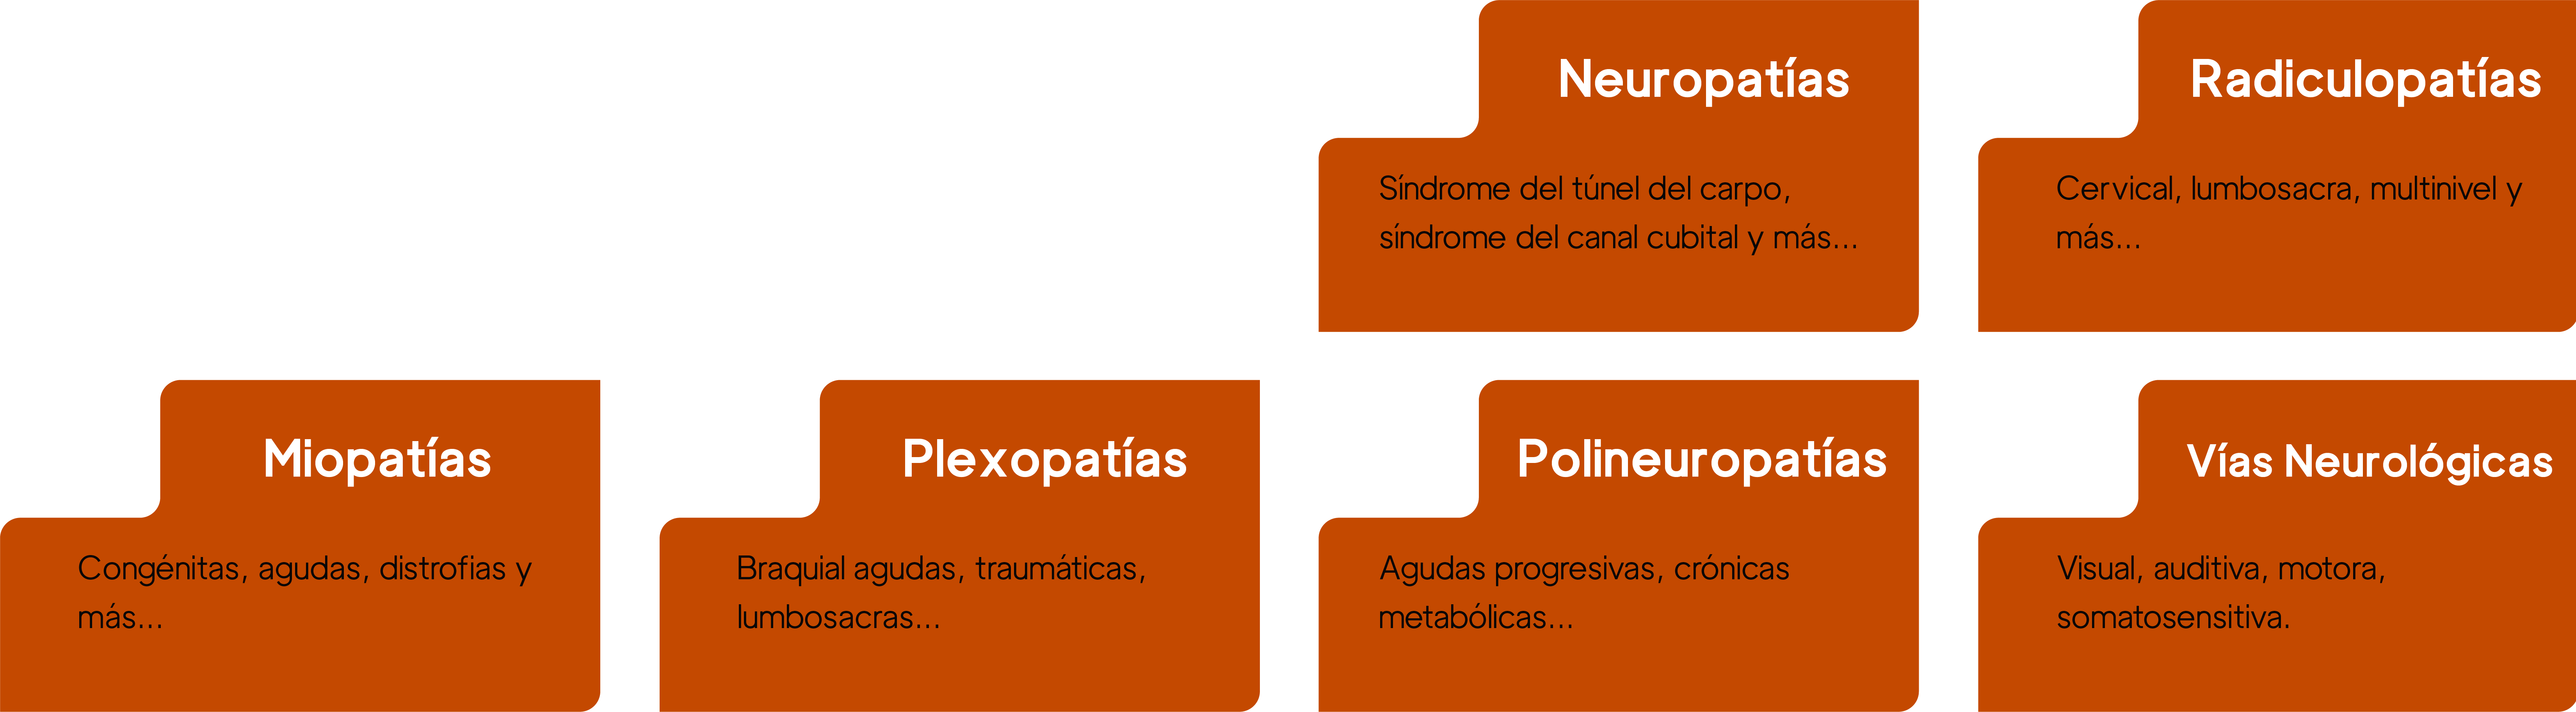 Neuropatías
Síndrome del túnel del carpo,
síndrome del canal cubital y más...
Radiculopatías
Cervical, lumbosacra, multinivel y
más...
Miopatías
Congénitas, agudas, distrofias y
más...
Plexopatías
Braquial agudas, traumáticas,
lumbosacras...
Polineuropatías
Agudas progresivas, crónicas
metabólicas...
Vías Neurológicas
Visual, auditiva, motora,
somatosensitiva.